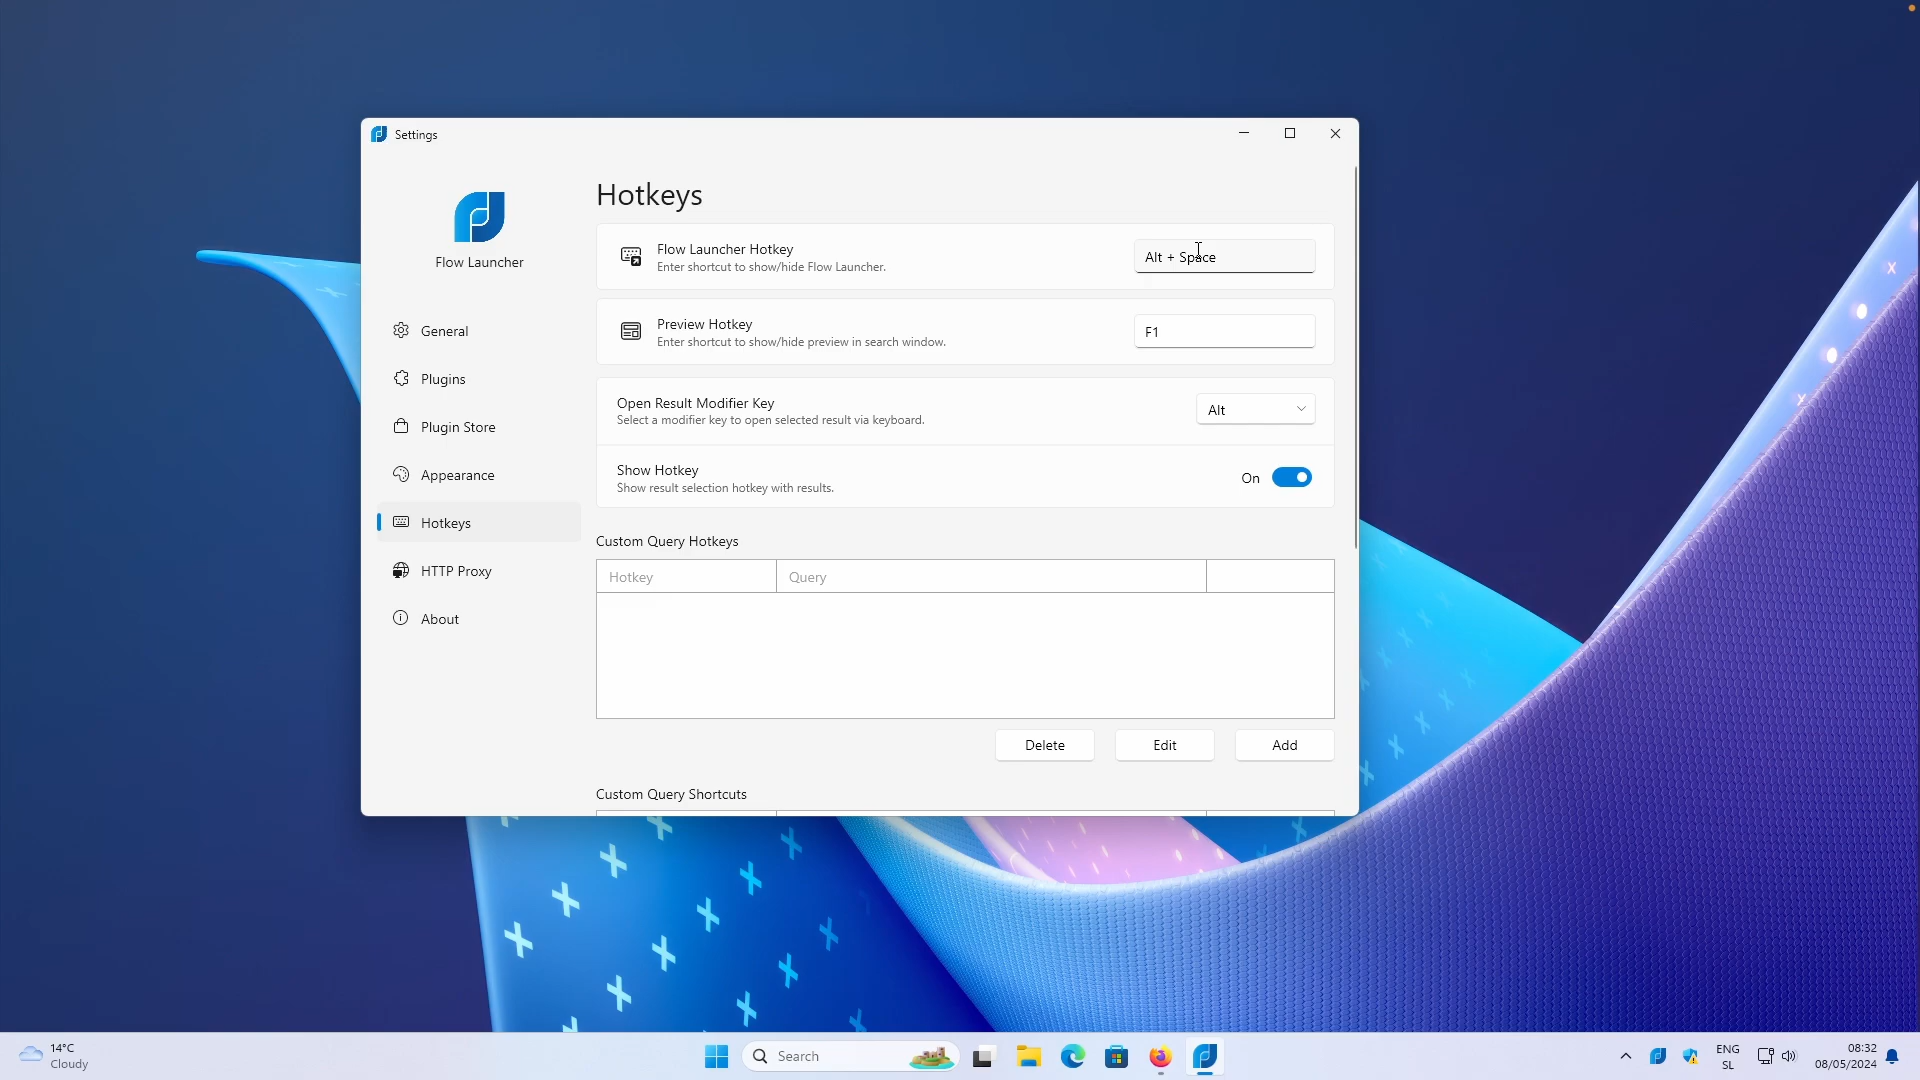 Settings
Flow Launcher
General
Plugins
Plugin Store
Appearance
Hotkeys
HTTP Proxy
About
Hotkeys
Flow Launcher Hotkey
Enter shortcut to show/hide Flow Launcher.
Alt + Space
Preview Hotkey
Enter shortcut to show/hide preview in search window.
F1
Open Result Modifier Key
Select a modifier key to open selected result via keyboard.
Alt
Show Hotkey
Show result selection hotkey with results.
On
Custom Query Hotkeys
Hotkey
Query
Delete
Edit
Add
Custom Query Shortcuts
14°C
Cloudy
Search
ENG
SL
08:32
08/05/2024